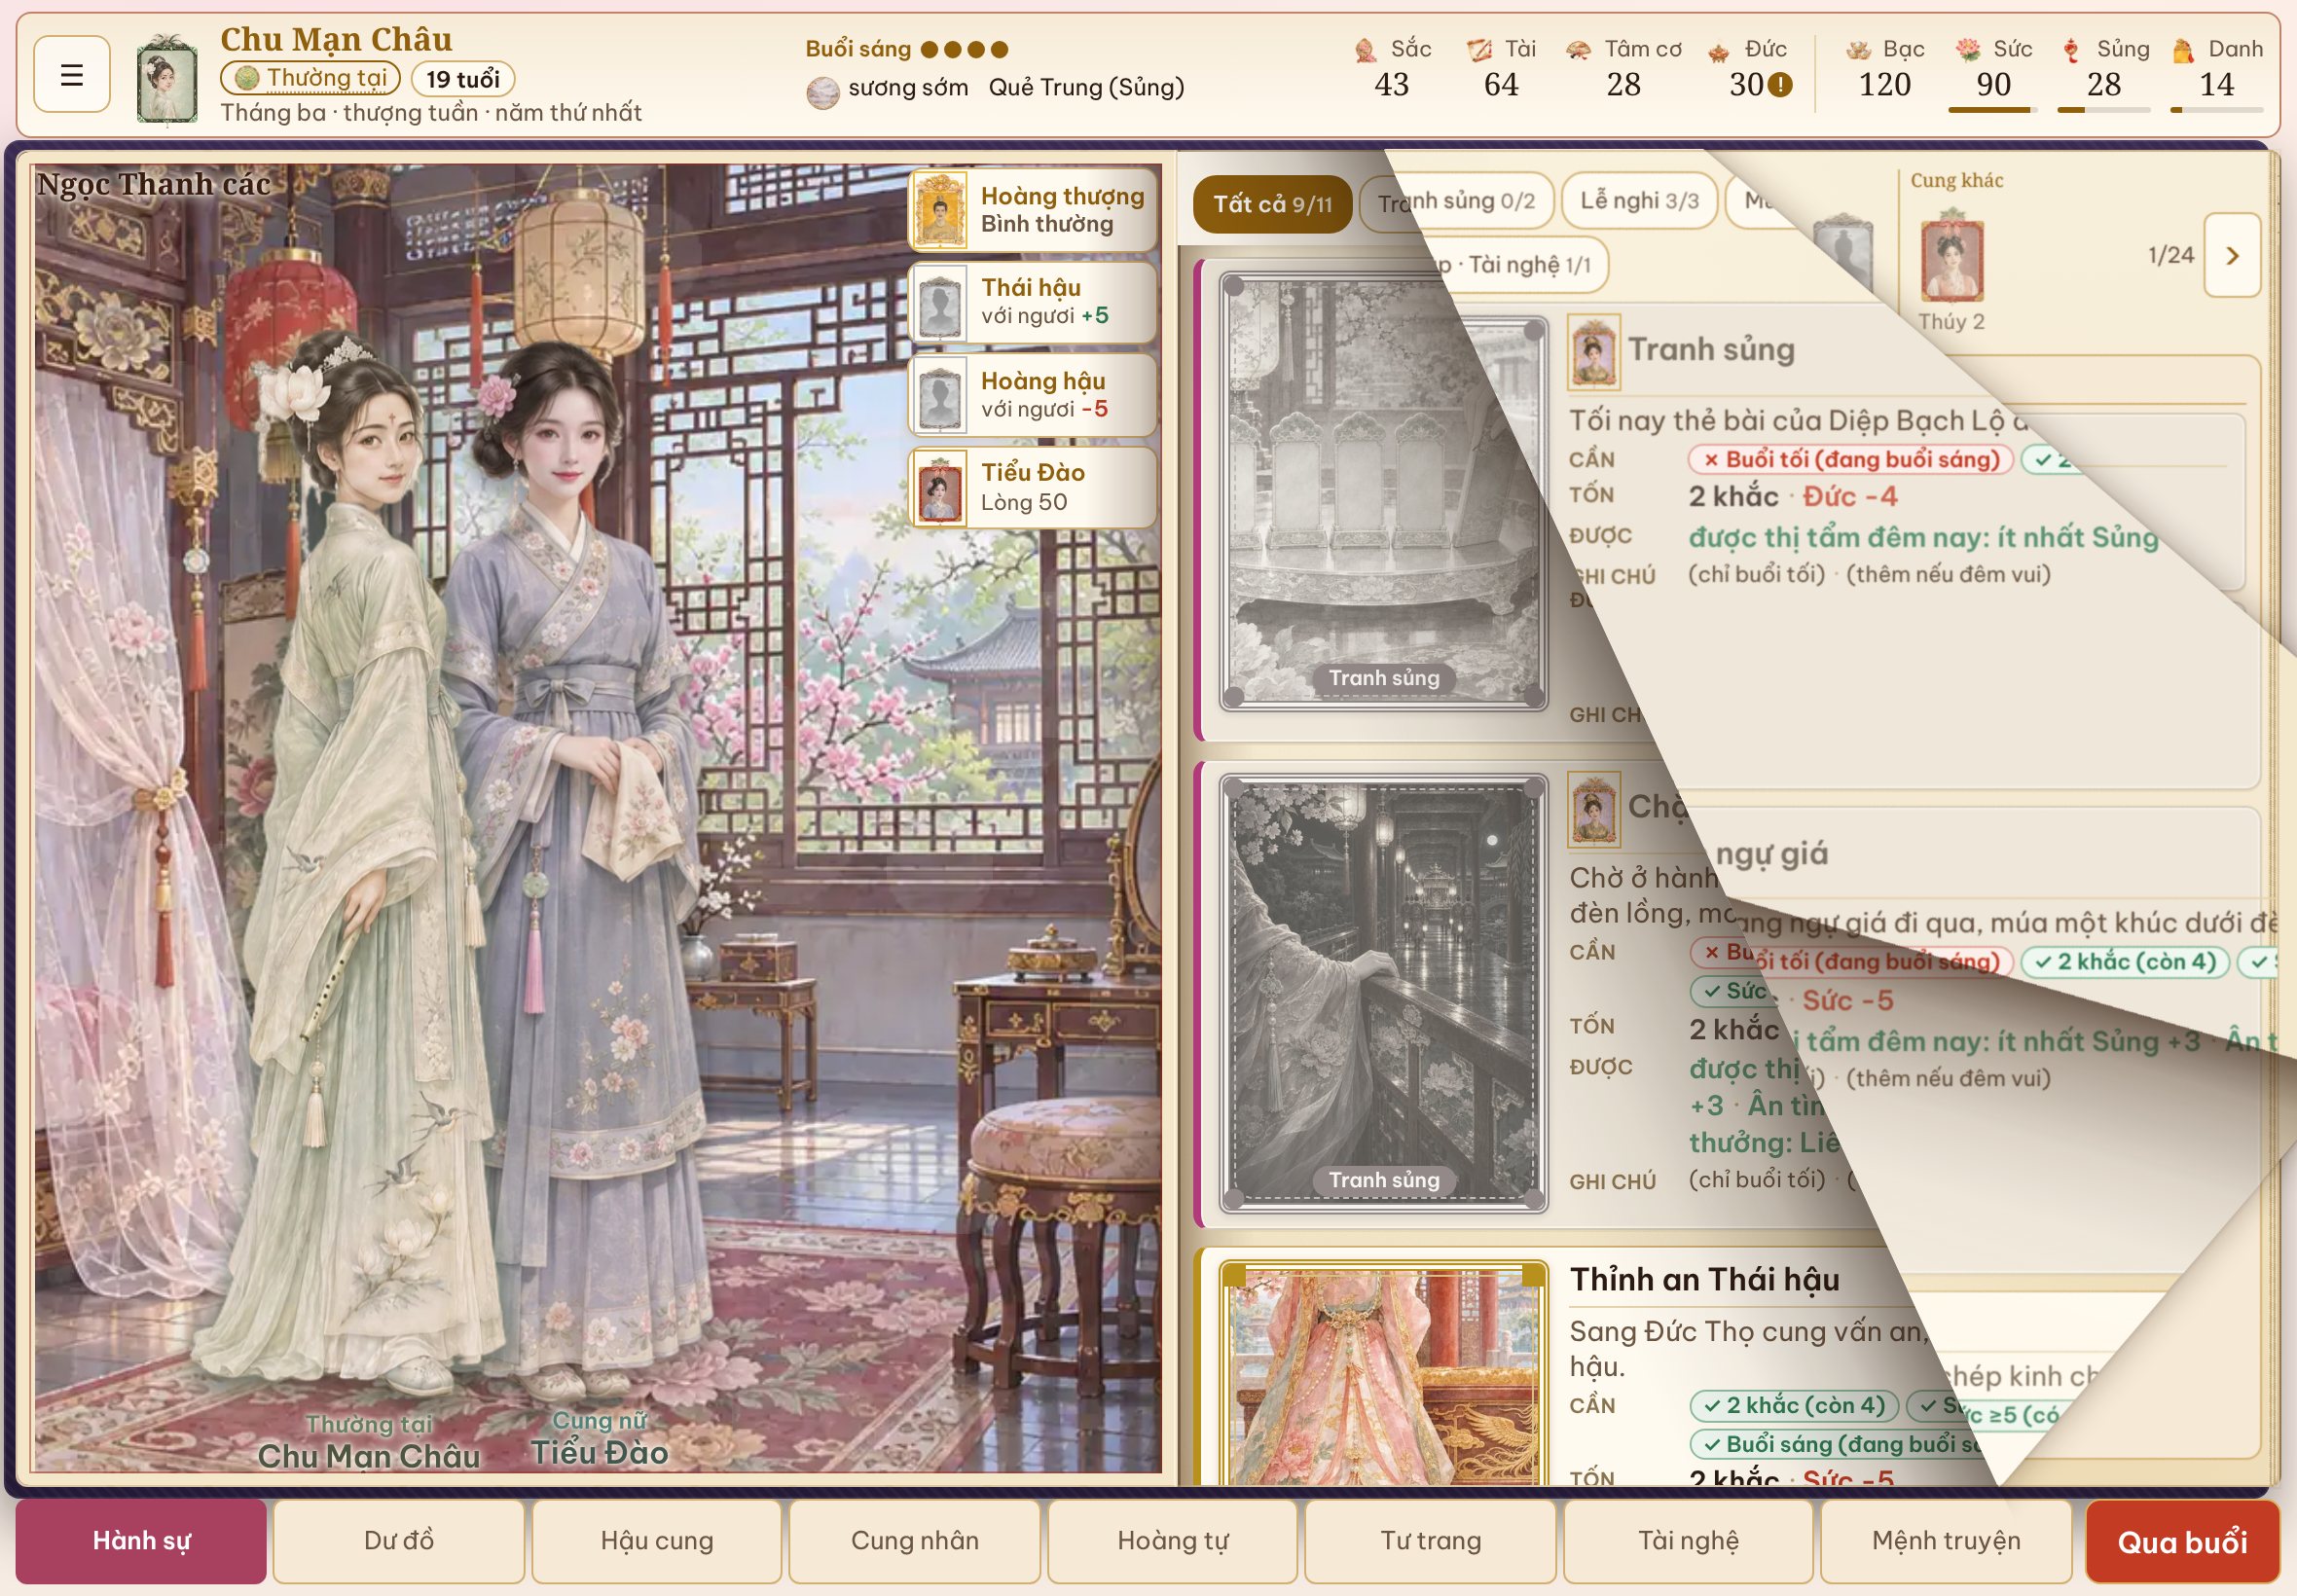 Chu Mạn Châu
Thường tại
19 tuổi
Tháng ba · thượng tuần · năm thứ nhất
Buổi sáng
sương sớm Quẻ Trung (Sủng)
Sắc
43
Tài
64
Tâm cơ
28
Đức
30
Bạc
120
Sức
90
Sủng
28
Danh
14
Ngọc Thanh các
Hoàng thượng
Bình thường
Thái hậu
với ngươi +5
Hoàng hậu
với ngươi -5
Tiểu Đào
Lòng 50
Thường tại
Chu Mạn Châu
Cung nữ
Tiểu Đào
Tất cả 9/11
Tranh sủng 0/2
Lễ nghi 3/3
· Tài nghệ 1/1
Cung khác
Thúy 2
1/24
Tranh sủng
Tranh sủng
Tối nay thẻ bài của Diệp Bạch Lộ
CẦN
× Buổi tối (đang buổi sáng)
TỐN
2 khắc · Đức -4
ĐƯỢC
được thị tẩm đêm nay: ít nhất Sủng
GHI CHÚ
(chỉ buổi tối) · (thêm nếu đêm vui)
Tranh sủng
ngự giá
Chờ ở hành
ngự giá đi qua, múa một khúc dưới
đèn lồng,
CẦN
tối (đang buổi sáng)
✓ 2 khắc (còn 4)
✓ Sức
TỐN
2 khắc · Sức -5
ĐƯỢC
được thị
tẩm đêm nay: ít nhất Sủng +3 · Ân
+3 · Ân tìn
thưởng:
GHI CHÚ
(chỉ buổi tối) ·
(thêm nếu đêm vui)
Thỉnh an Thái hậu
Sang Đức Thọ cung vấn an,
chép kinh
hậu.
CẦN
✓ 2 khắc (còn 4)
≥5 (có
✓ Buổi sáng (đang buổi
TỐN
2 khắc · Sức -5
Hành sự
Dư đồ
Hậu cung
Cung nhân
Hoàng tự
Tư trang
Tài nghệ
Mệnh truyện
Qua buổi